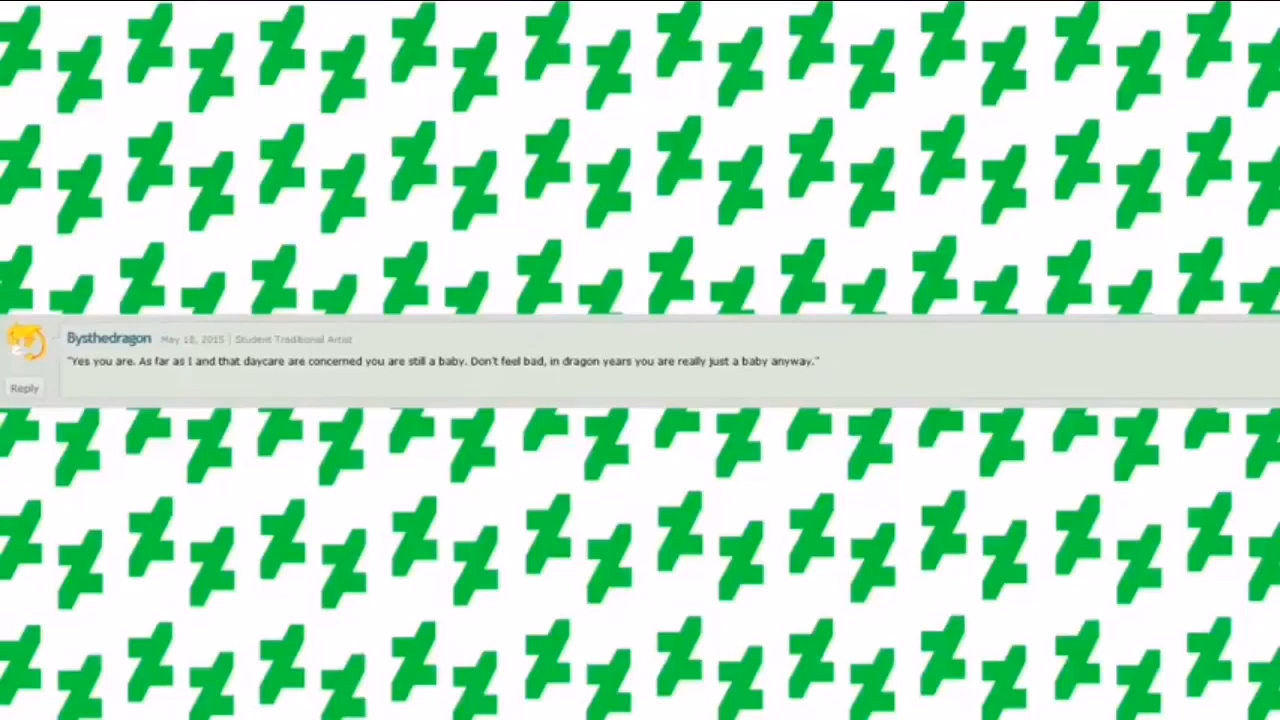 Bysthedragon May 18, 2015 | Student Traditional Artist
"Yes you are. As far as I and that daycare are concerned you are still a baby. Don't feel bad, in dragon years you are really just a baby anyway."
Reply